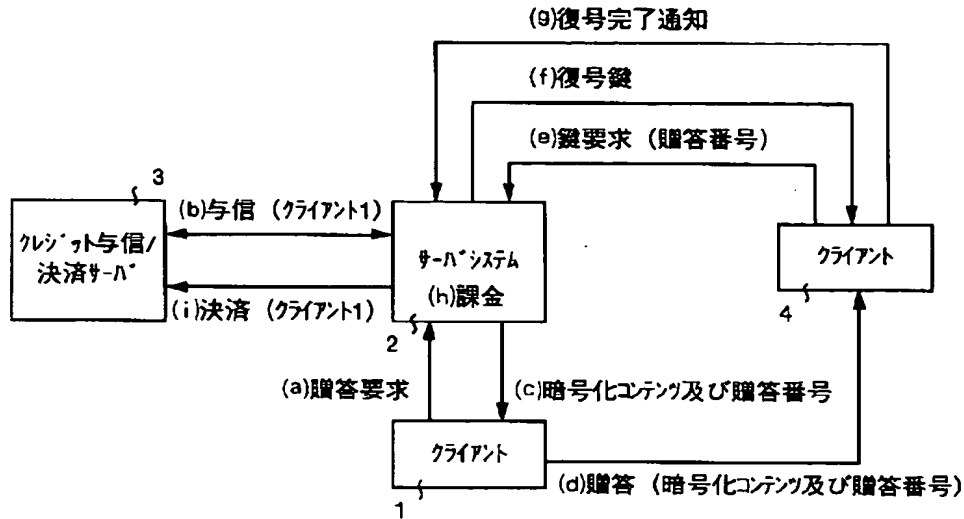 (g)復号完了通知
(f)復号鍵
(e)鍵要求 (贈答番号)
3
(b)与信 (クライアント1)
クレジット与信/
決済サーバ
サーバシステム
(h)課金
クライアント
(i)決済 (クライアント1)
2
4
(a)贈答要求
(c)暗号化コンテンツ及び贈答番号
クライアント
(d)贈答 (暗号化コンテンツ及び贈答番号)
1